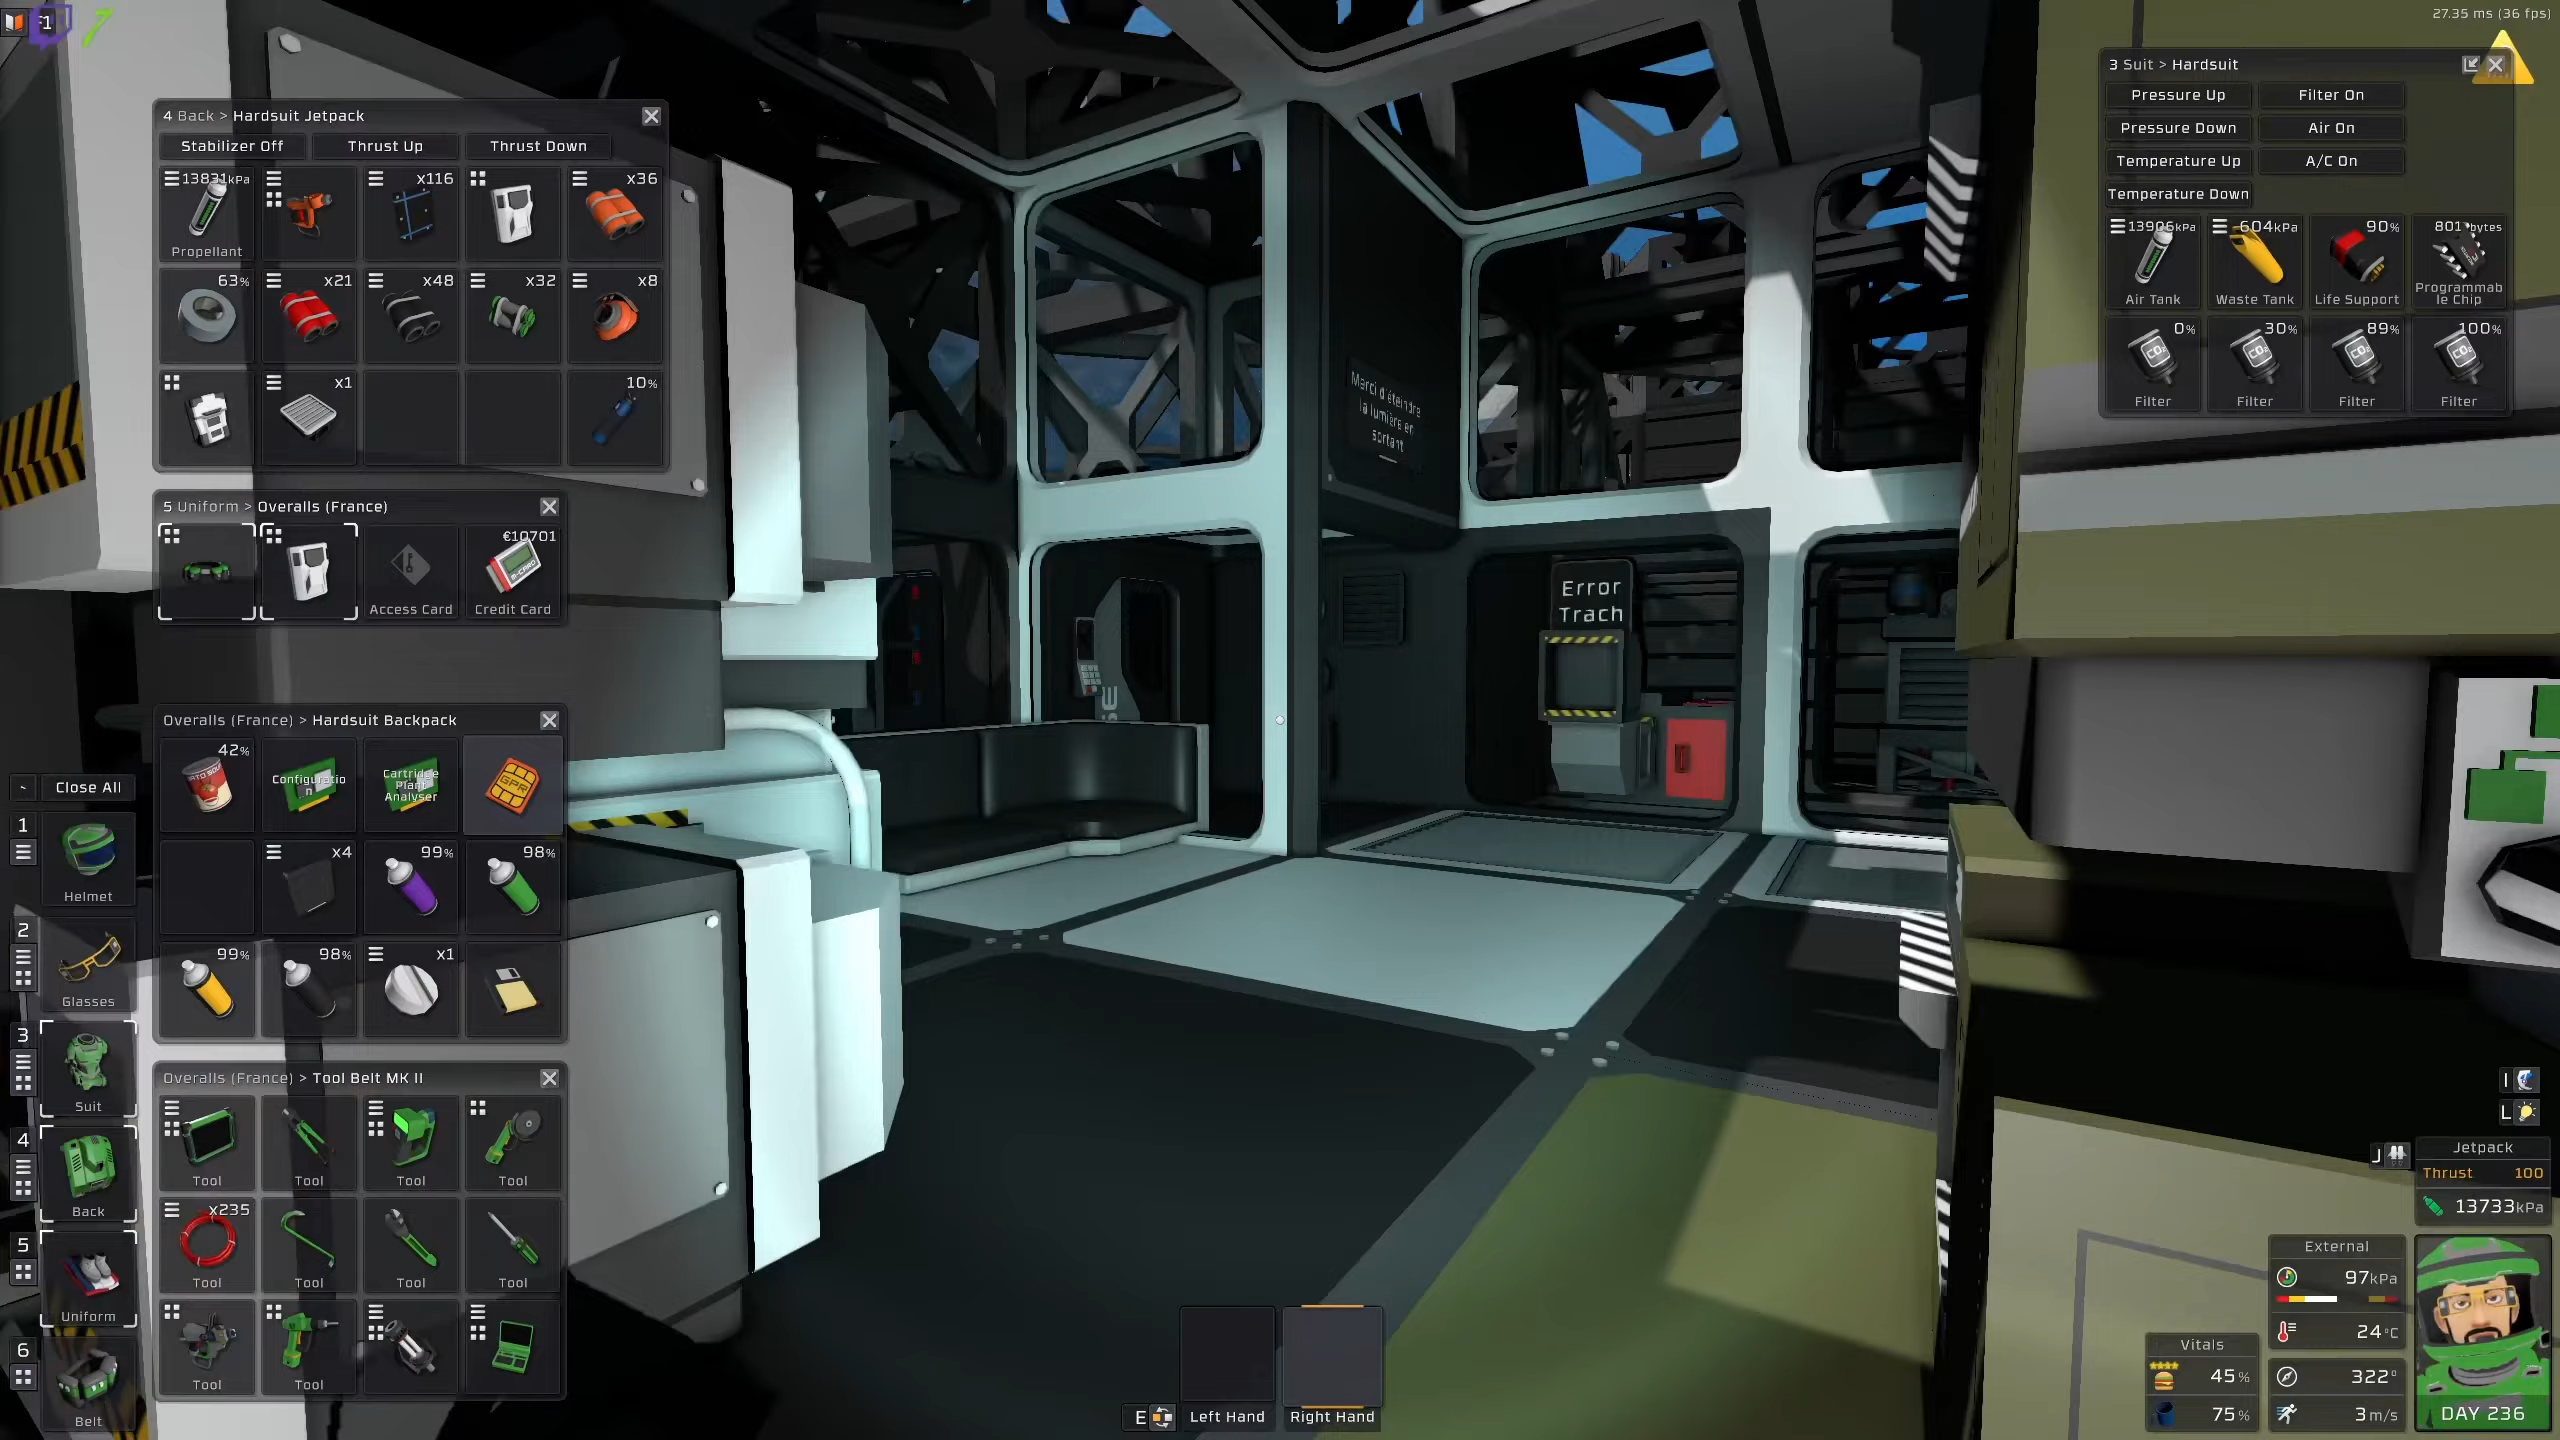 F1
27.35 ms (36 fps)
4 Back > Hardsuit Jetpack
Stabilizer Off
Thrust Up
Thrust Down
13831kPa
x116
x36
Propellant
63%
x21
x48
x32
x8
x1
10%
5 Uniform > Overalls (France)
€10701
Access Card
Credit Card
Overalls (France) > Hardsuit Backpack
42%
Configuratio
n
Cartridge
Plant
Analyser
GPR
x4
99%
98%
99%
98%
x1
Overalls (France) > Tool Belt MK II
Tool
Tool
Tool
Tool
x235
Tool
Tool
Tool
Tool
Tool
Tool
~
Close All
1
Helmet
2
Glasses
3
Suit
4
Back
5
Uniform
6
Belt
Merci d'éteindre
la lumière en
sortant
Error
Trach
3 Suit > Hardsuit
Pressure Up
Filter On
Pressure Down
Air On
Temperature Up
A/C On
Temperature Down
13906kPa
604kPa
90%
Air Tank
Waste Tank
Life Support
Programmab
le Chip
0%
30%
89%
100%
CO₂
CO₂
CO₂
CO₂
Filter
Filter
Filter
Filter
I
L
J
Jetpack
Thrust 100
13733kPa
External
97kPa
24°C
322°
3m/s
Vitals
45%
75%
DAY 236
E
Left Hand
Right Hand